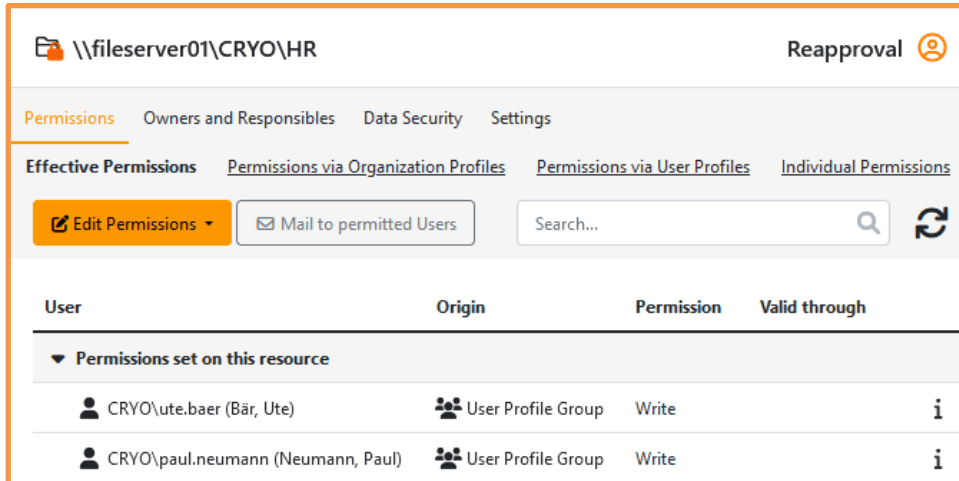 \\fileserver01\CRYO\HR Reapproval
Permissions Owners and Responsibles Data Security Settings
Effective Permissions Permissions via Organization Profiles Permissions via User Profiles Individual Permissions
Edit Permissions Mail to permitted Users Search...
User Origin Permission Valid through
Permissions set on this resource
CRYO\ute.baer (Bär, Ute) User Profile Group Write
CRYO\paul.neumann (Neumann, Paul) User Profile Group Write